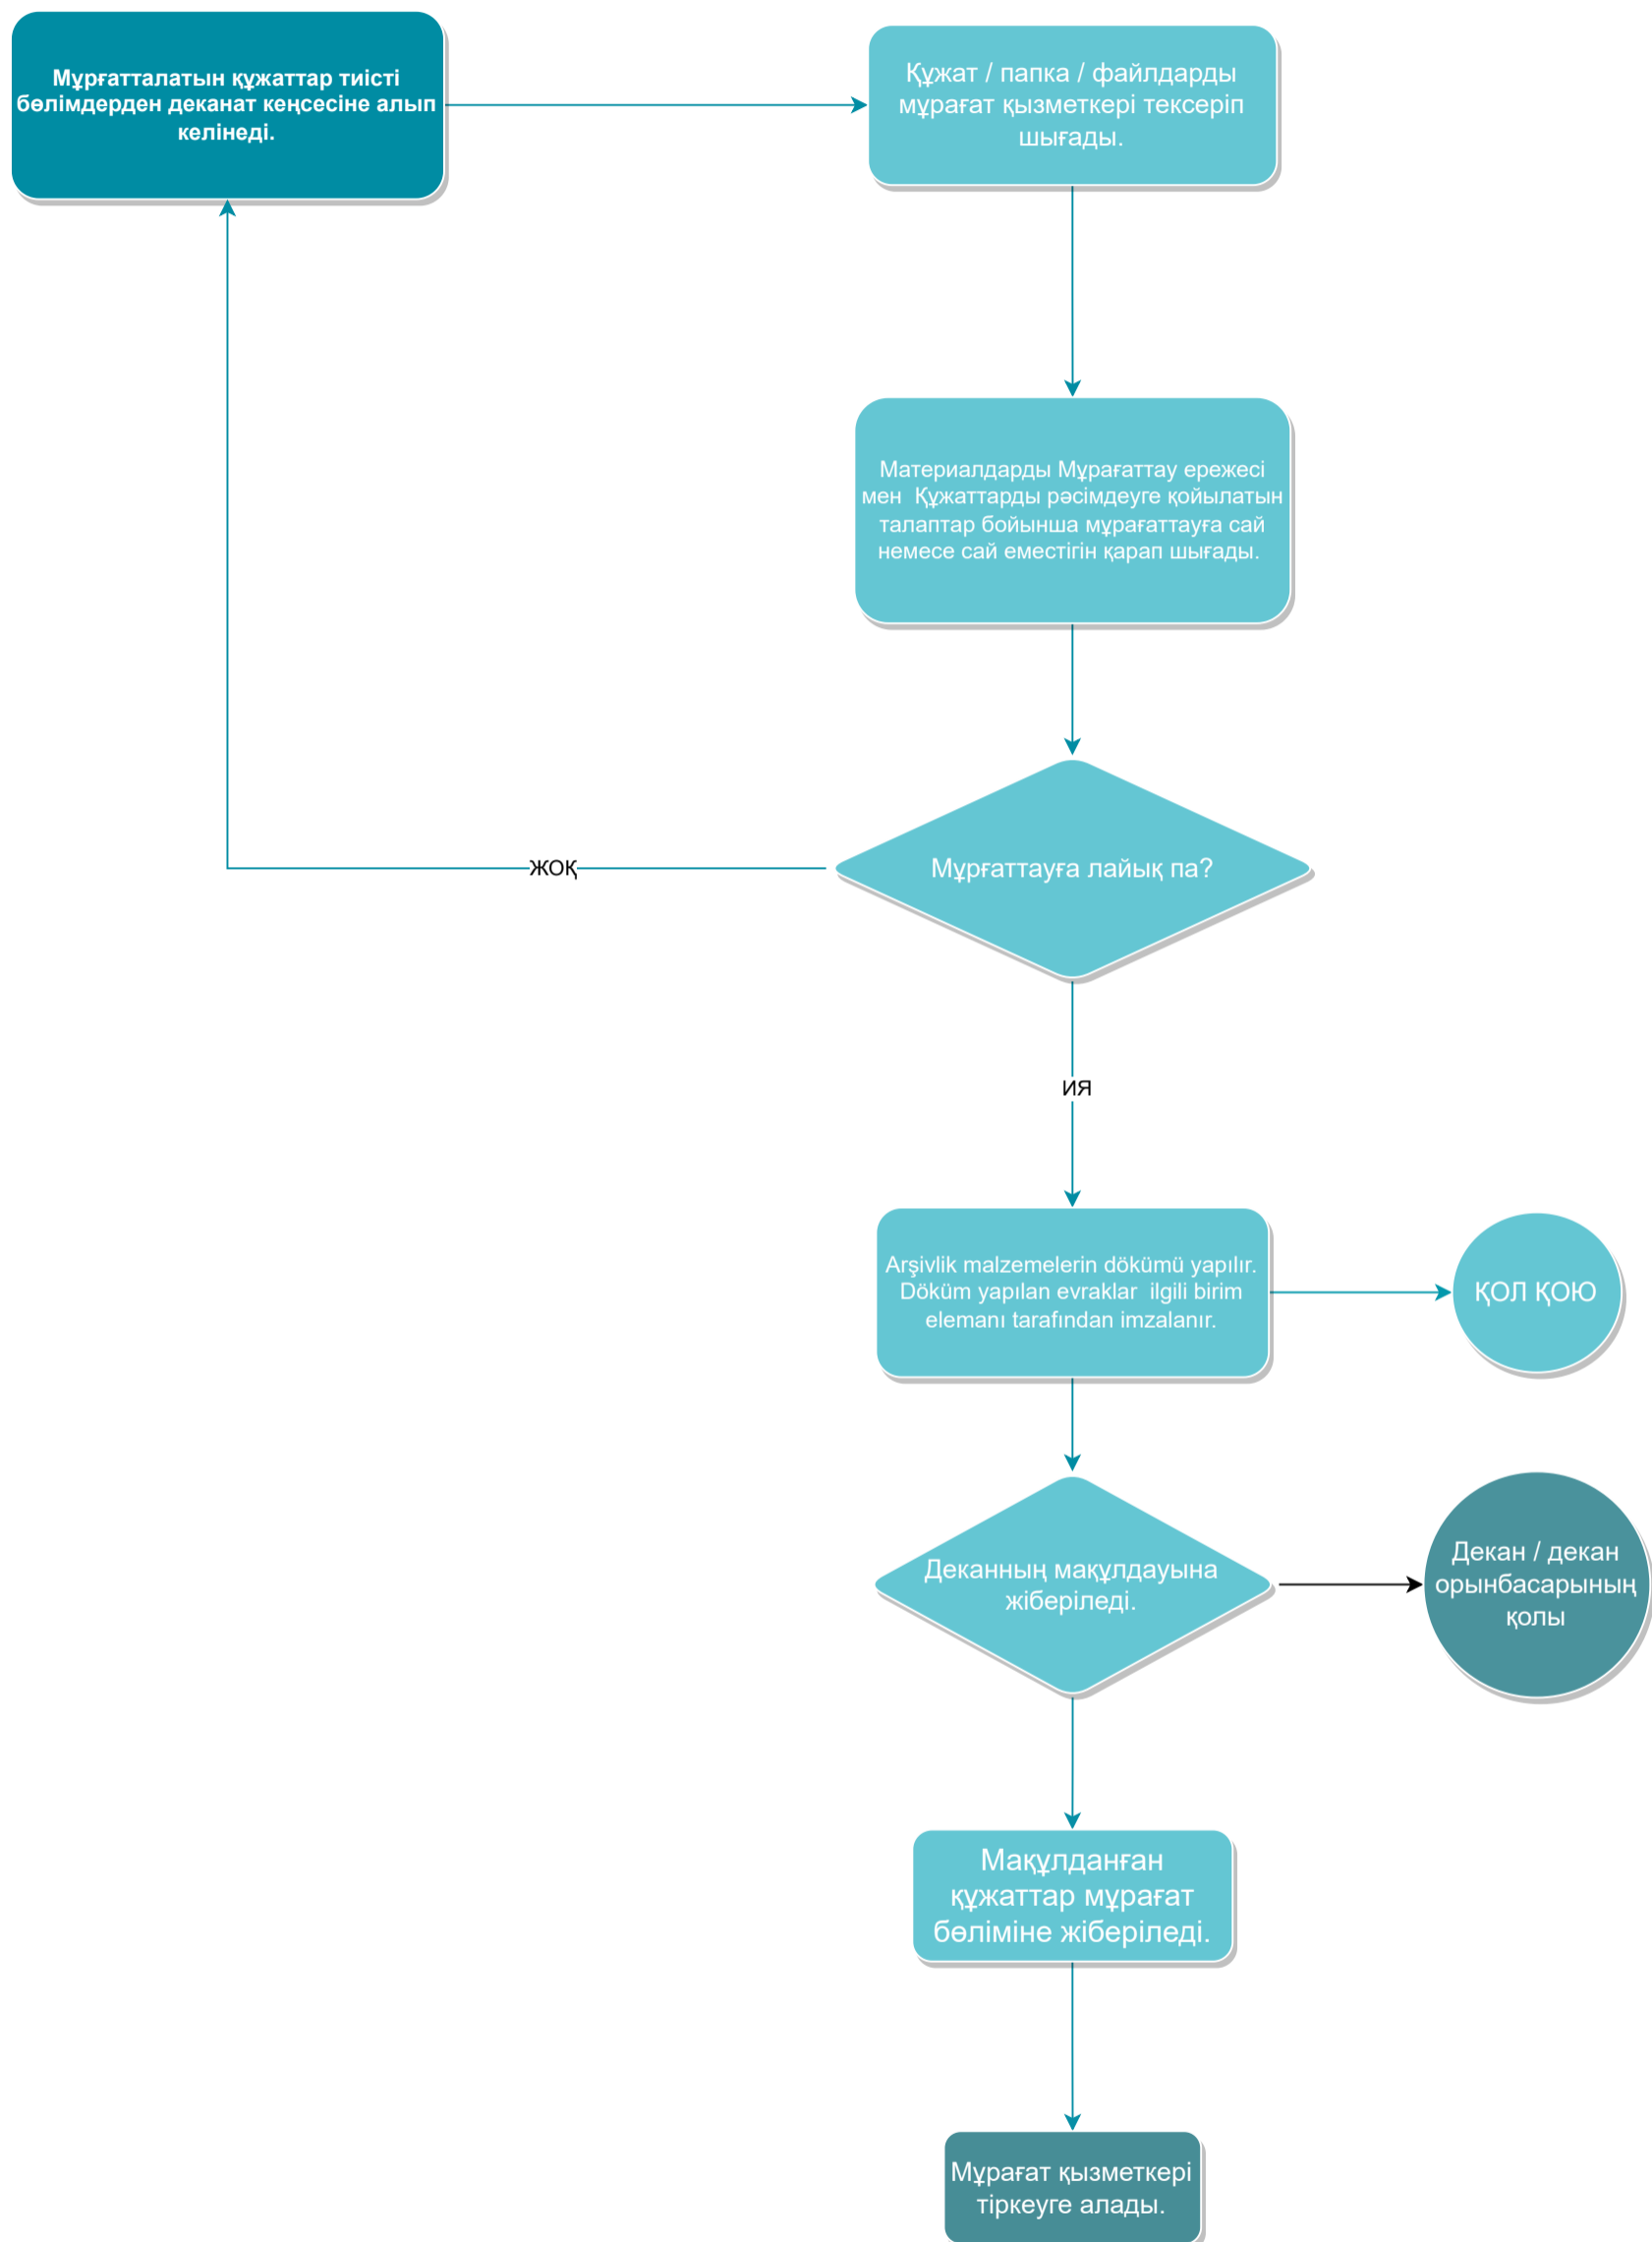 Мұрғатталатын құжаттар тиісті
бөлімдерден деканат кеңсесіне алып
келінеді.
Құжат / папка / файлдарды
мұрағат қызметкері тексеріп
шығады.
Материалдарды Мұрағаттау ережесі
мен Құжаттарды рәсімдеуге қойылатын
талаптар бойынша мұрағаттауға сай
немесе сай еместігін қарап шығады.
Мұрғаттауға лайық па?
ЖОҚ
ИЯ
Arşivlik malzemelerin dökümü yapılır.
Döküm yapılan evraklar ilgili birim
elemanı tarafından imzalanır.
ҚОЛ ҚОЮ
Деканның мақұлдауына
жіберіледі.
Декан / декан
орынбасарының
қолы
Мақұлданған
құжаттар мұрағат
бөліміне жіберіледі.
Мұрағат қызметкері
тіркеуге алады.